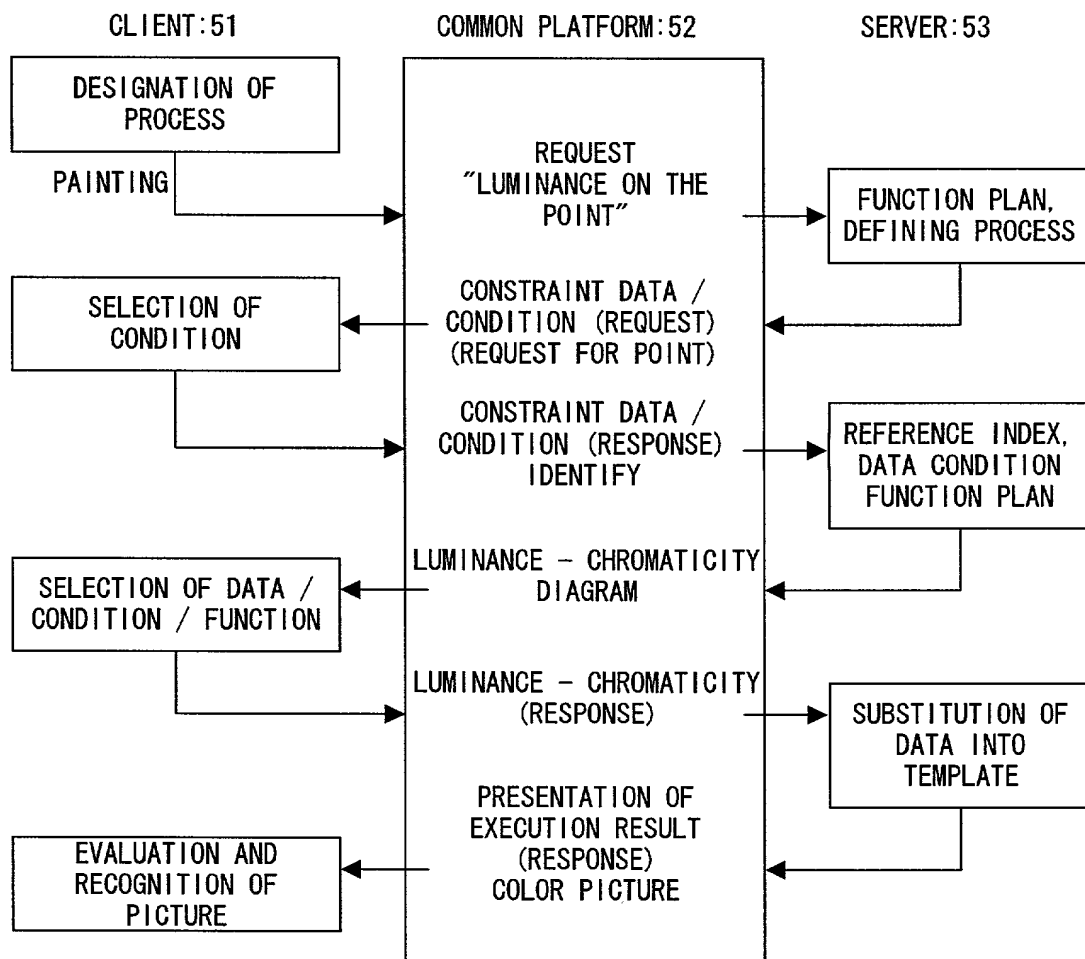 CLIENT:51
COMMON PLATFORM:52
SERVER:53
DESIGNATION OF
PROCESS
PAINTING
REQUEST
"LUMINANCE ON THE
POINT"
FUNCTION PLAN,
DEFINING PROCESS
CONSTRAINT DATA /
CONDITION (REQUEST)
(REQUEST FOR POINT)
SELECTION OF
CONDITION
CONSTRAINT DATA /
CONDITION (RESPONSE)
IDENTIFY
REFERENCE INDEX,
DATA CONDITION
FUNCTION PLAN
LUMINANCE – CHROMATICITY
DIAGRAM
SELECTION OF DATA /
CONDITION / FUNCTION
LUMINANCE – CHROMATICITY
(RESPONSE)
SUBSTITUTION OF
DATA INTO
TEMPLATE
PRESENTATION OF
EXECUTION RESULT
(RESPONSE)
COLOR PICTURE
EVALUATION AND
RECOGNITION OF
PICTURE